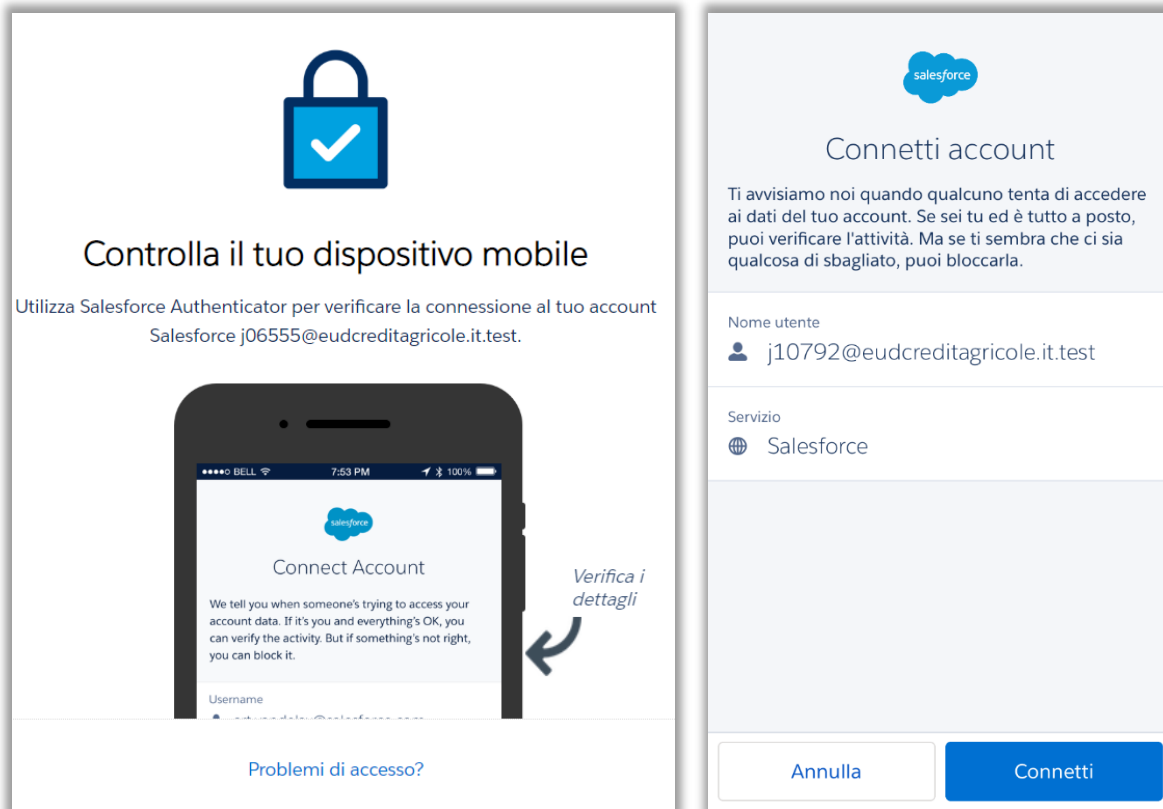 Controlla il tuo dispositivo mobile
Utilizza Salesforce Authenticator per verificare la connessione al tuo account
Salesforce j06555@eudcreditagricole.it.test.
●●●●○ BELL 7:53 PM 100%
salesforce
Connect Account
We tell you when someone's trying to access your
account data. If it's you and everything's OK, you
can verify the activity. But if something's not right,
you can block it.
Username
Verifica i
dettagli
Problemi di accesso?
salesforce
Connetti account
Ti avvisiamo noi quando qualcuno tenta di accedere
ai dati del tuo account. Se sei tu ed è tutto a posto,
puoi verificare l'attività. Ma se ti sembra che ci sia
qualcosa di sbagliato, puoi bloccarla.
Nome utente
j10792@eudcreditagricole.it.test
Servizio
Salesforce
Annulla
Connetti